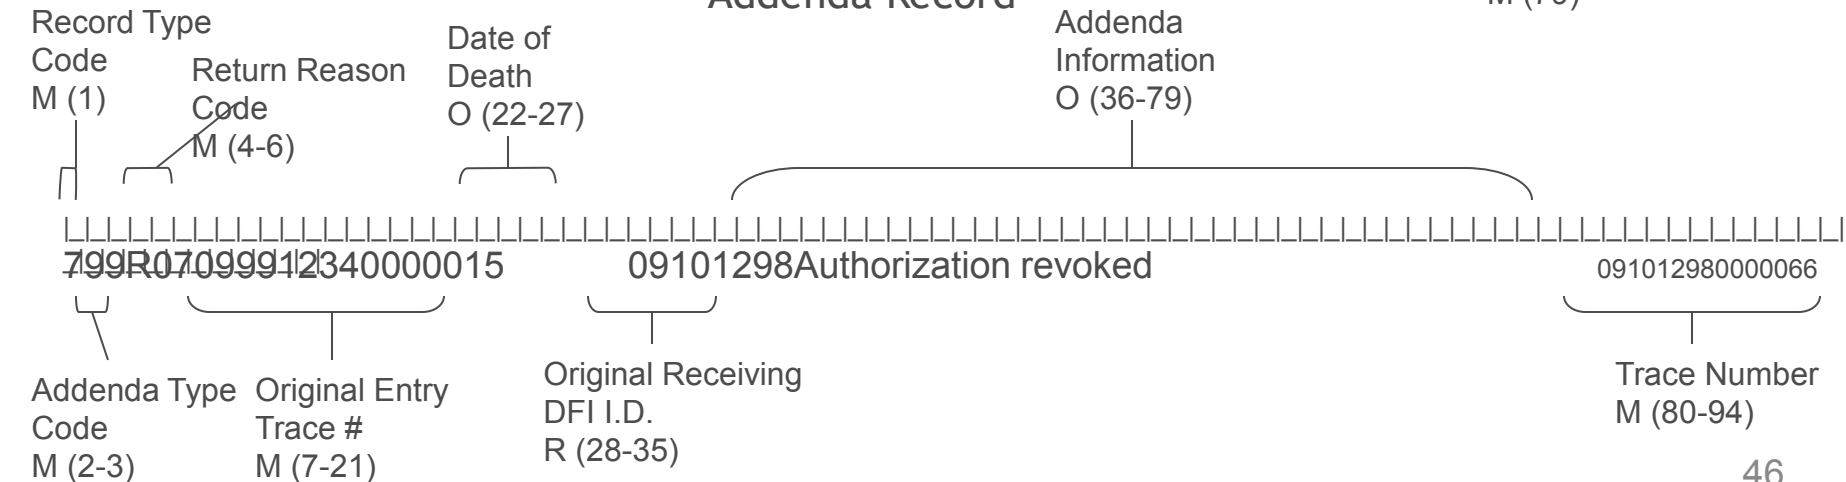 Addenda Record
M (79)
Record Type
Code
M (1)
Return Reason
Code
M (4-6)
Date of
Death
O (22-27)
Addenda
Information
O (36-79)
799R07099912340000015 09101298Authorization revoked 091012980000066
Addenda Type
Code
M (2-3)
Original Entry
Trace #
M (7-21)
Original Receiving
DFI I.D.
R (28-35)
Trace Number
M (80-94)
46